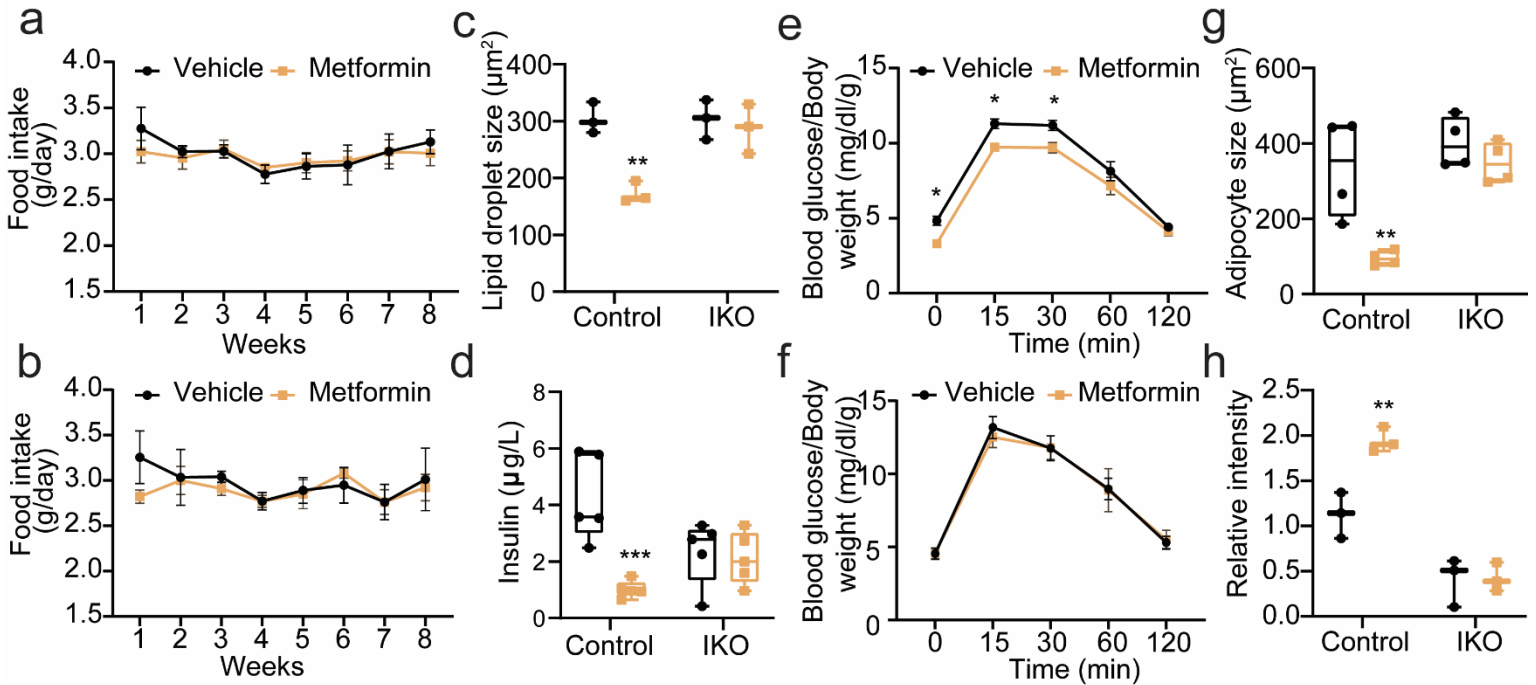 a
Vehicle Metformin
Food intake
(g/day)
4.0
3.5
3.0
2.5
2.0
1.5
1 2 3 4 5 6 7 8
Weeks
b
Vehicle Metformin
Food intake
(g/day)
4.0
3.5
3.0
2.5
2.0
1.5
1 2 3 4 5 6 7 8
Weeks
c
Lipid droplet size (µm²)
400
300
200
100
0
**
Control IKO
d
Insulin (µg/L)
8
6
4
2
0
***
Control IKO
e
Vehicle Metformin
Blood glucose/Body
weight (mg/dl/g)
15
10
5
0
* * *
0 15 30 60 120
Time (min)
f
Vehicle Metformin
Blood glucose/Body
weight (mg/dl/g)
15
10
5
0
0 15 30 60 120
Time (min)
g
Adipocyte size (µm²)
600
400
200
0
**
Control IKO
h
Relative intensity
2.5
2.0
1.5
1.0
0.5
0.0
**
Control IKO